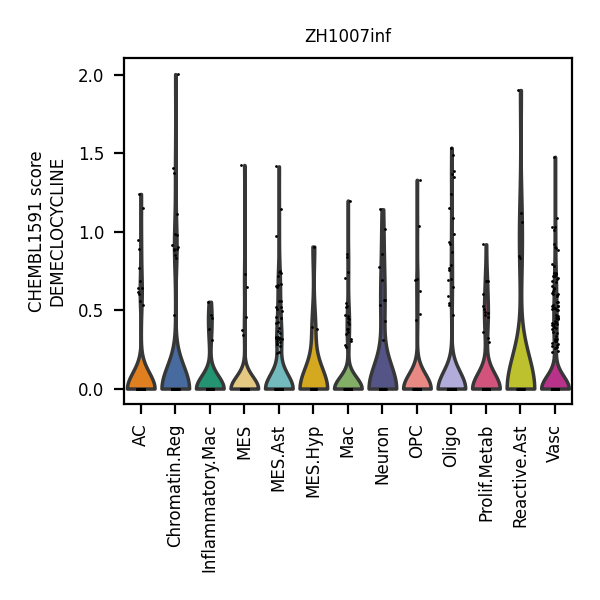 ZH1007inf
CHEMBL1591 score
DEMECLOCYCLINE
2.0
1.5
1.0
0.5
0.0
AC
Chromatin.Reg
Inflammatory.Mac
MES
MES.Ast
MES.Hyp
Mac
Neuron
OPC
Oligo
Prolif.Metab
Reactive.Ast
Vasc